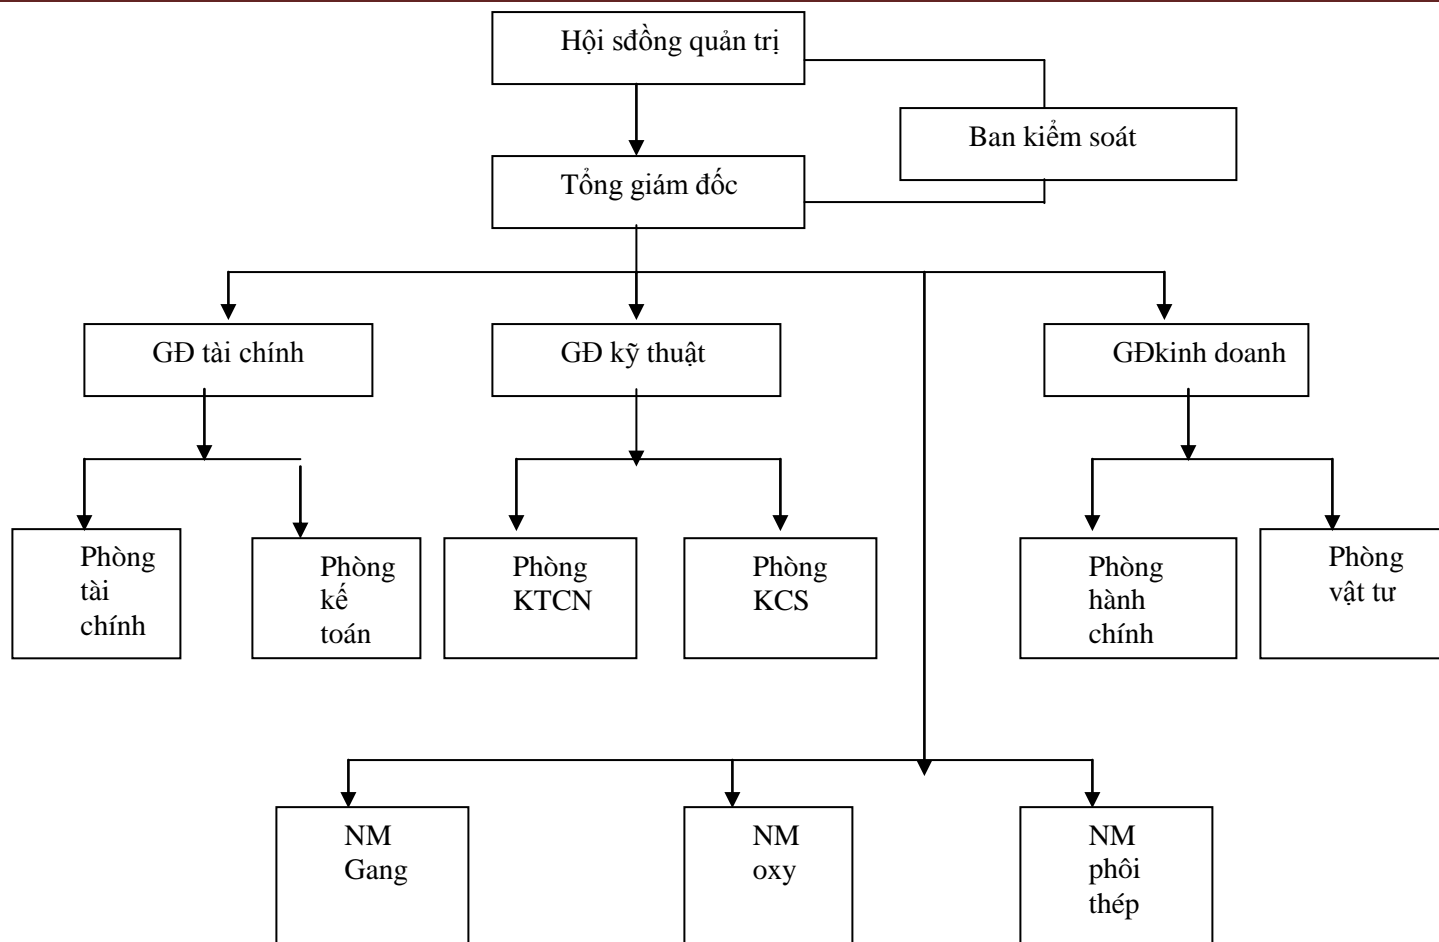 Hội sđồng quản trị
Ban kiểm soát
Tổng giám đốc
GĐ tài chính
GĐ kỹ thuật
GĐkinh doanh
Phòng
tài
chính
Phòng
kế
toán
Phòng
KTCN
Phòng
KCS
Phòng
hành
chính
Phòng
vật tư
NM
Gang
NM
oxy
NM
phôi
thép